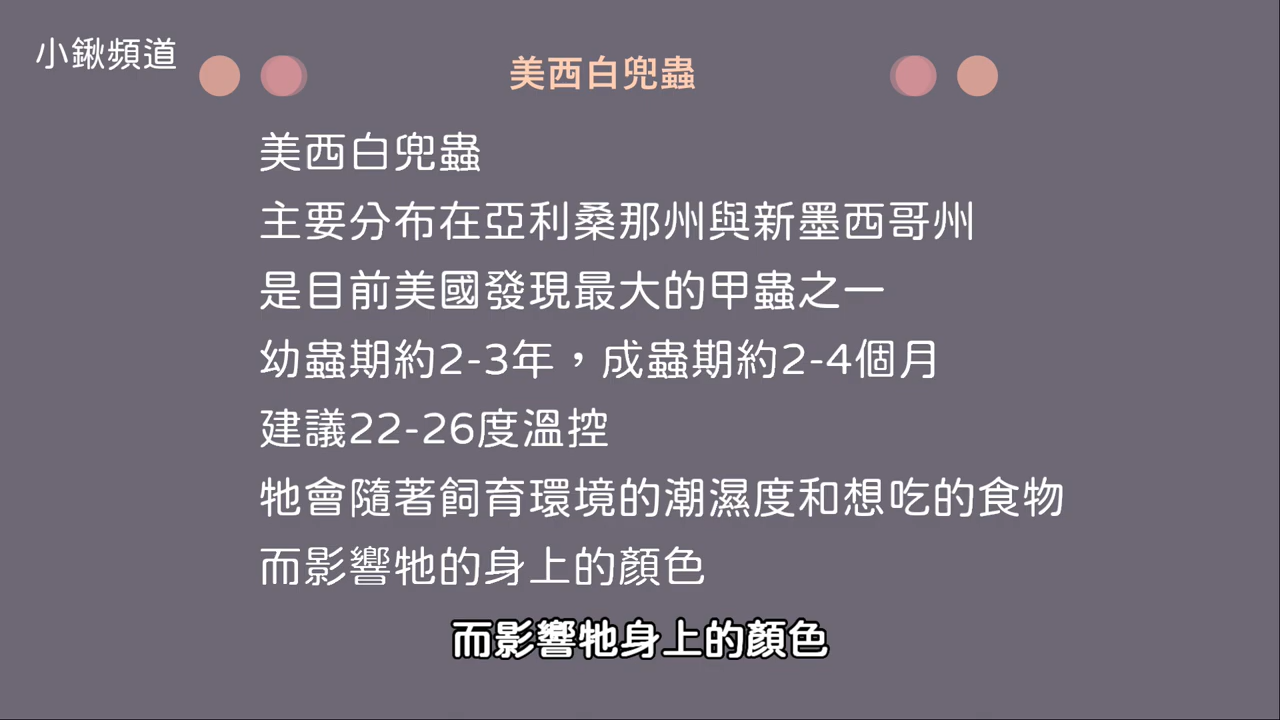 小鍬頻道
美西白兜蟲
美西白兜蟲
主要分布在亞利桑那州與新墨西哥州
是目前美國發現最大的甲蟲之一
幼蟲期約2-3年，成蟲期約2-4個月
建議22-26度溫控
牠會隨著飼育環境的潮濕度和想吃的食物
而影響牠的身上的顏色
而影響牠身上的顏色